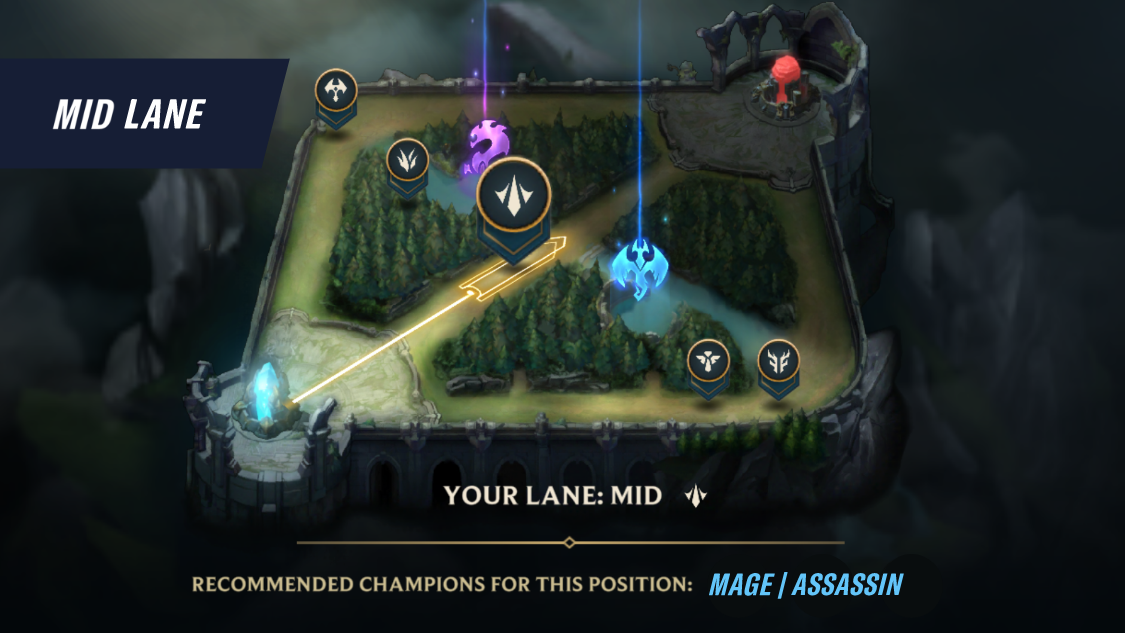 MID LANE
YOUR LANE: MID
RECOMMENDED CHAMPIONS FOR THIS POSITION: MAGE | ASSASSIN